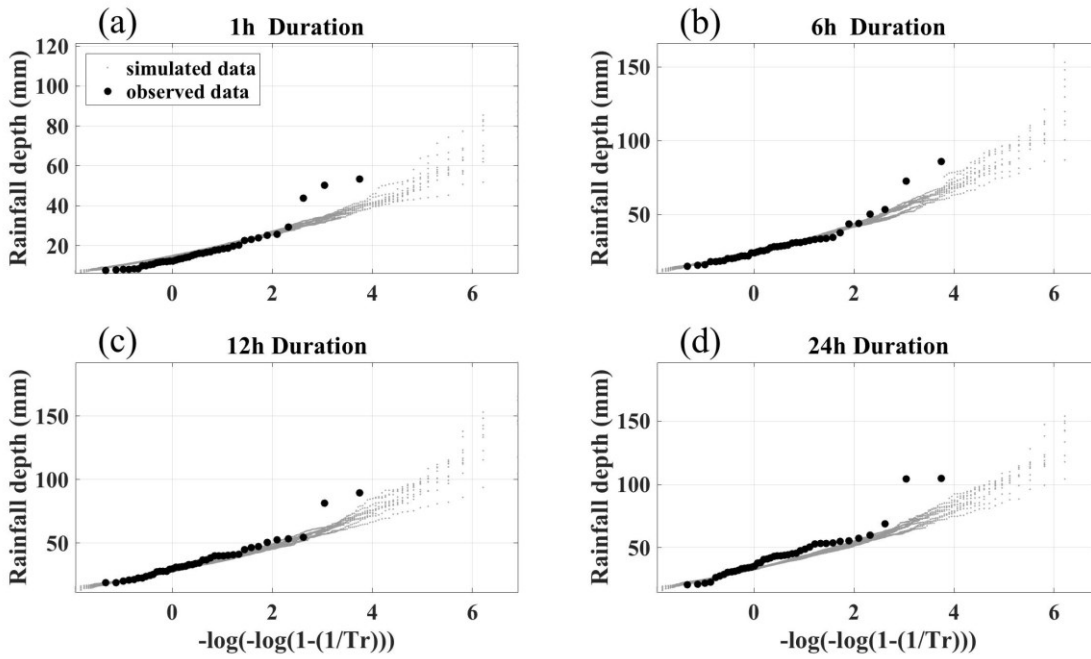 (a)
1h Duration
120
100
80
60
40
20
Rainfall depth (mm)
simulated data
observed data
0 2 4 6
(b)
6h Duration
150
100
50
Rainfall depth (mm)
0 2 4 6
(c)
12h Duration
150
100
50
Rainfall depth (mm)
0 2 4 6
-log(-log(1-(1/Tr)))
(d)
24h Duration
150
100
50
Rainfall depth (mm)
0 2 4 6
-log(-log(1-(1/Tr)))